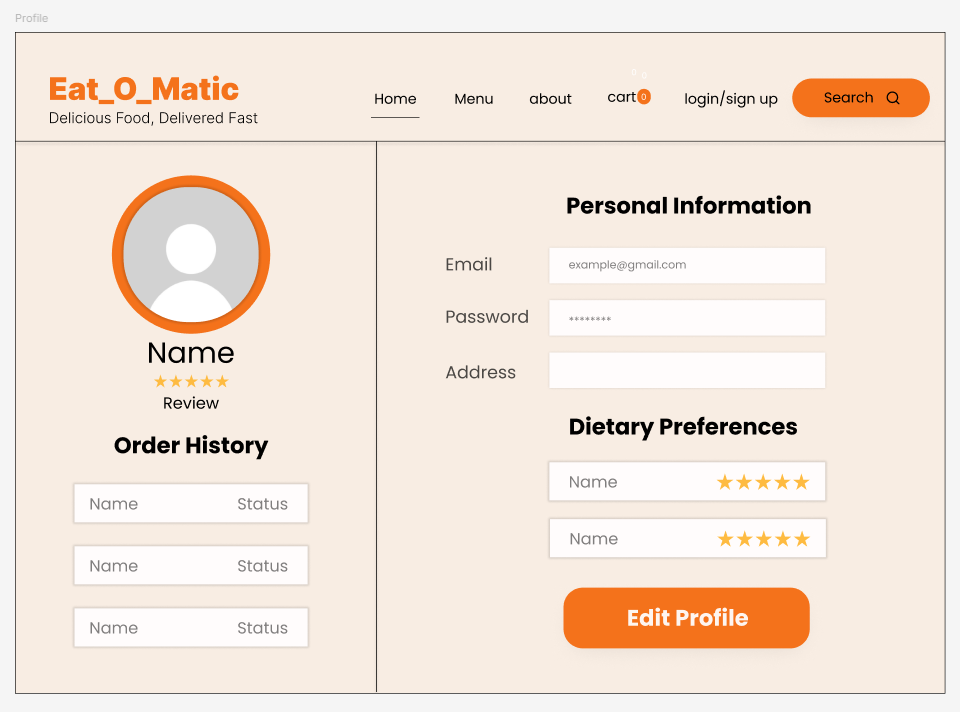 Profile
Eat_O_Matic
Delicious Food, Delivered Fast
Home
Menu
about
cart 0
0 0
login/sign up
Search
Name
Review
Order History
Name Status
Name Status
Name Status
Personal Information
Email example@gmail.com
Password ********
Address
Dietary Preferences
Name
Name
Edit Profile